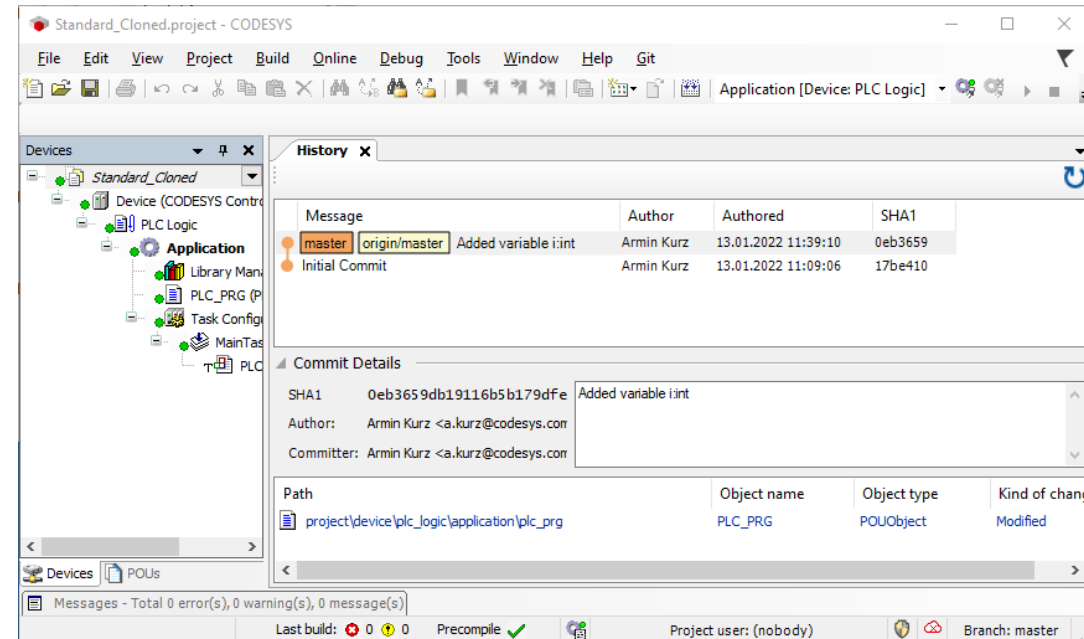 Standard_Cloned.project - CODESYS
File Edit View Project Build Online Debug Tools Window Help Git
Application [Device: PLC Logic]
Devices
Standard_Cloned
Device (CODESYS Contro
PLC Logic
Application
Library Mana
PLC_PRG (P
Task Configu
MainTas
PLC
History
Message Author Authored SHA1
master origin/master Added variable i:int Armin Kurz 13.01.2022 11:39:10 0eb3659
Initial Commit Armin Kurz 13.01.2022 11:09:06 17be410
Commit Details
SHA1 0eb3659db19116b5b179dfe
Author: Armin Kurz <a.kurz@codesys.com
Committer: Armin Kurz <a.kurz@codesys.com
Added variable i:int
Path Object name Object type Kind of chang
project\device\plc_logic\application\plc_prg PLC_PRG POUObject Modified
Devices POUs
Messages - Total 0 error(s), 0 warning(s), 0 message(s)
Last build: 0 0 Precompile Project user: (nobody) Branch: master